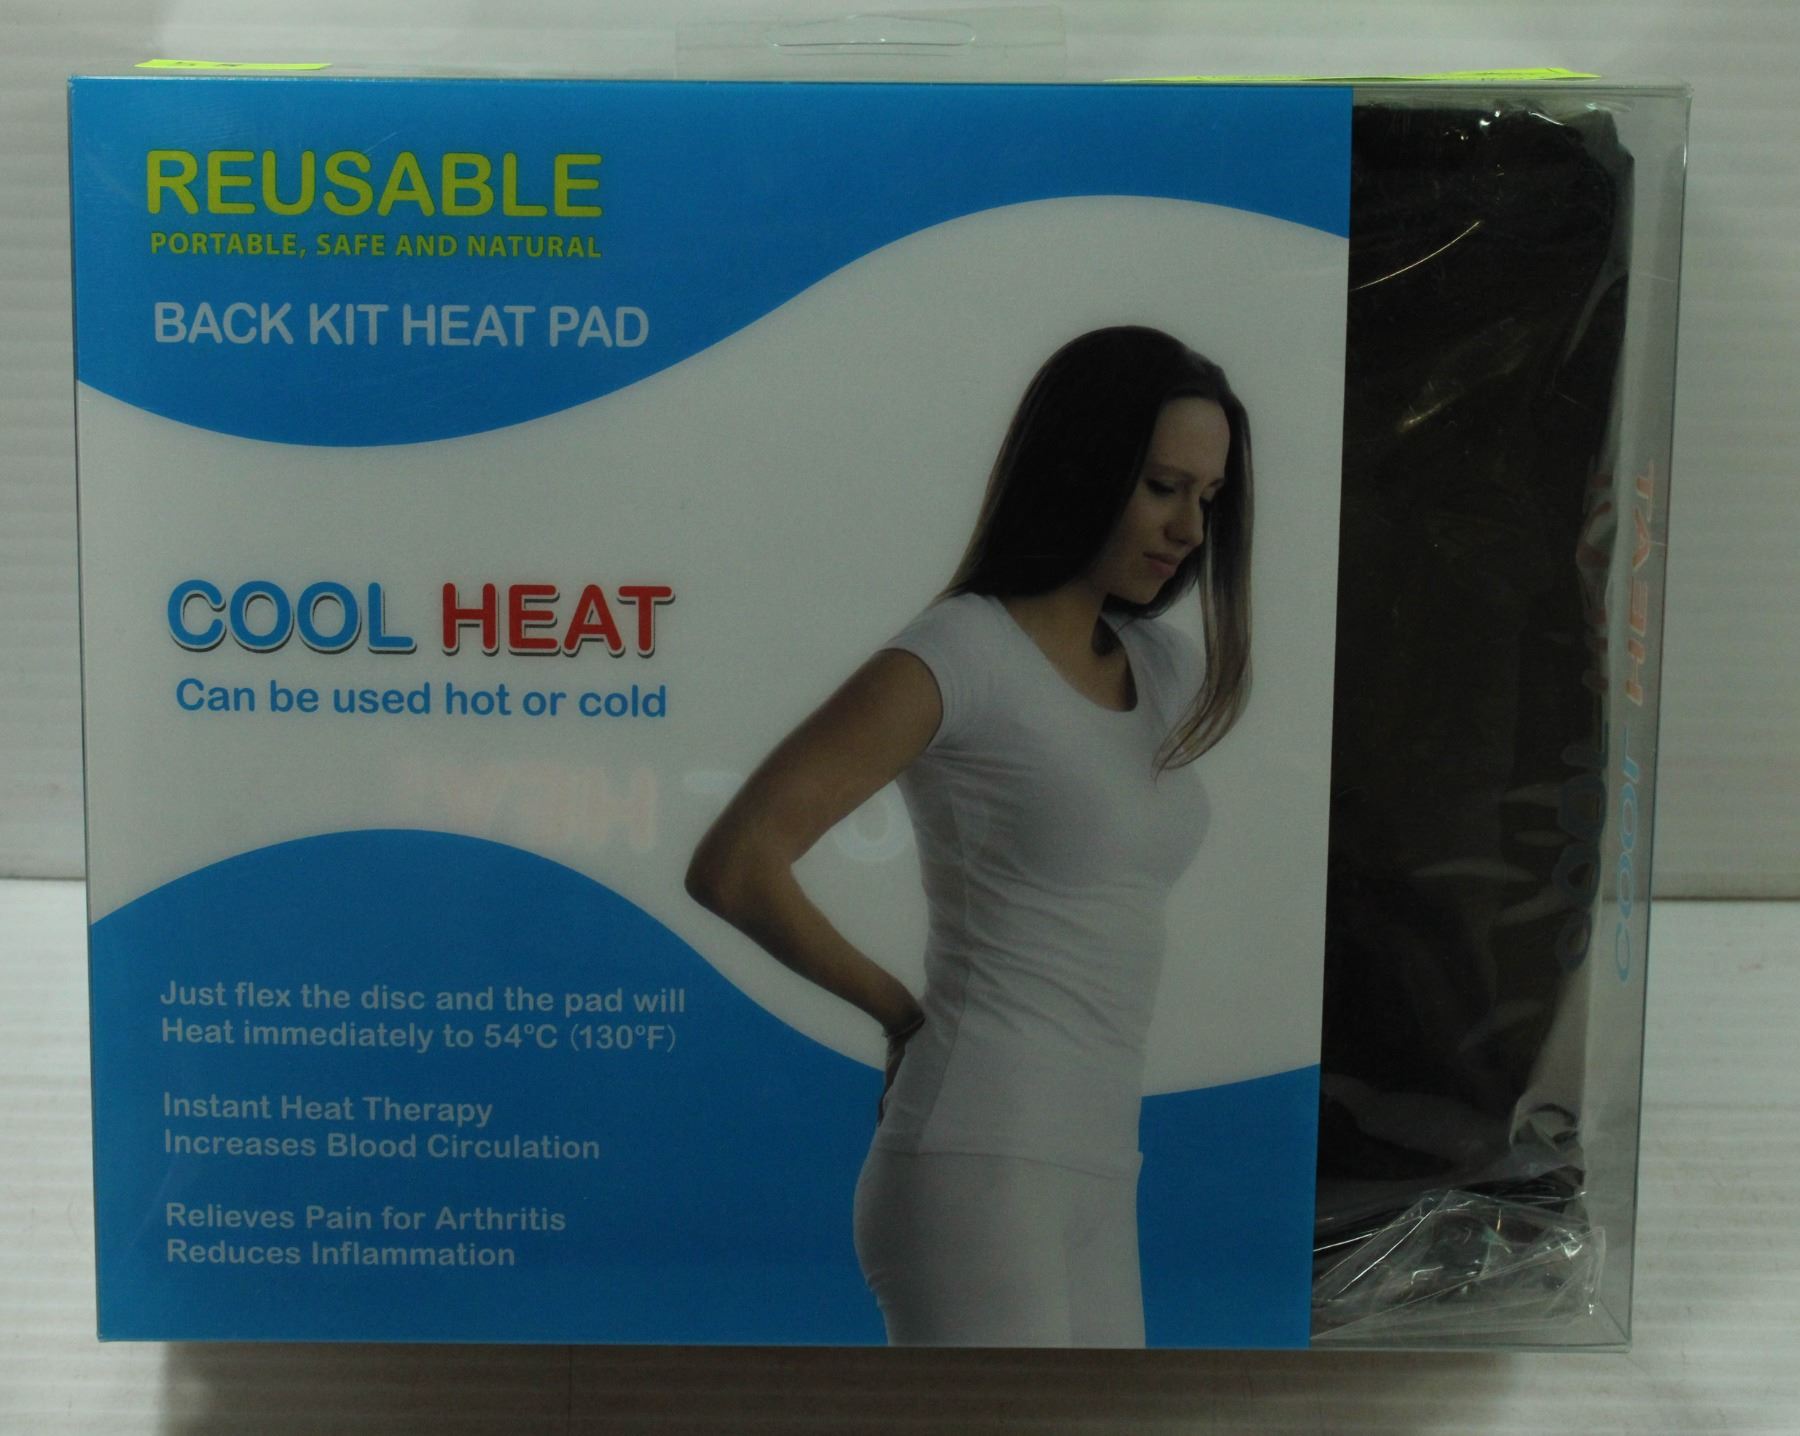 REUSABLE
PORTABLE, SAFE AND NATURAL
BACK KIT HEAT PAD
COOL HEAT
Can be used hot or cold
Just flex the disc and the pad will
Heat immediately to 54°C (130°F)
Instant Heat Therapy
Increases Blood Circulation
Relieves Pain for Arthritis
Reduces Inflammation
COOL HEAT